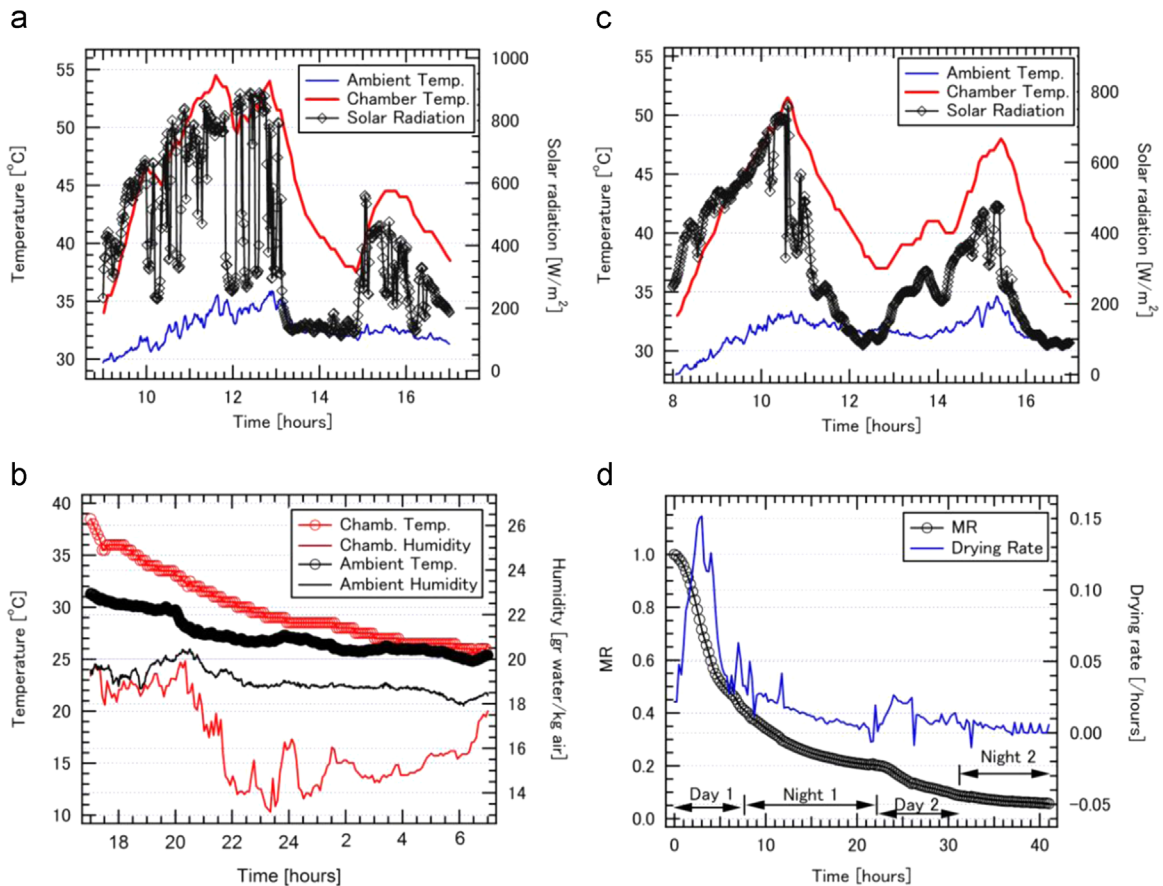 a
55
50
45
40
35
30
Temperature [°C]
1000
800
600
400
200
0
Solar radiation [W/m²]
Ambient Temp.
Chamber Temp.
Solar Radiation
10
12
14
16
Time [hours]
c
55
50
45
40
35
30
Temperature [°C]
800
600
400
200
0
Solar radiation [W/m²]
Ambient Temp.
Chamber Temp.
Solar Radiation
8
10
12
14
16
Time [hours]
b
40
35
30
25
20
15
10
Temperature [°C]
26
24
22
20
18
16
14
Humidity [gr water/kg air]
Chamb. Temp.
Chamb. Humidity
Ambient Temp.
Ambient Humidity
18
20
22
24
2
4
6
Time [hours]
d
1.0
0.8
0.6
0.4
0.2
0.0
MR
0.15
0.10
0.05
0.00
-0.05
Drying rate [/hours]
MR
Drying Rate
Night 2
Day 1
Night 1
Day 2
0
10
20
30
40
Time [hours]